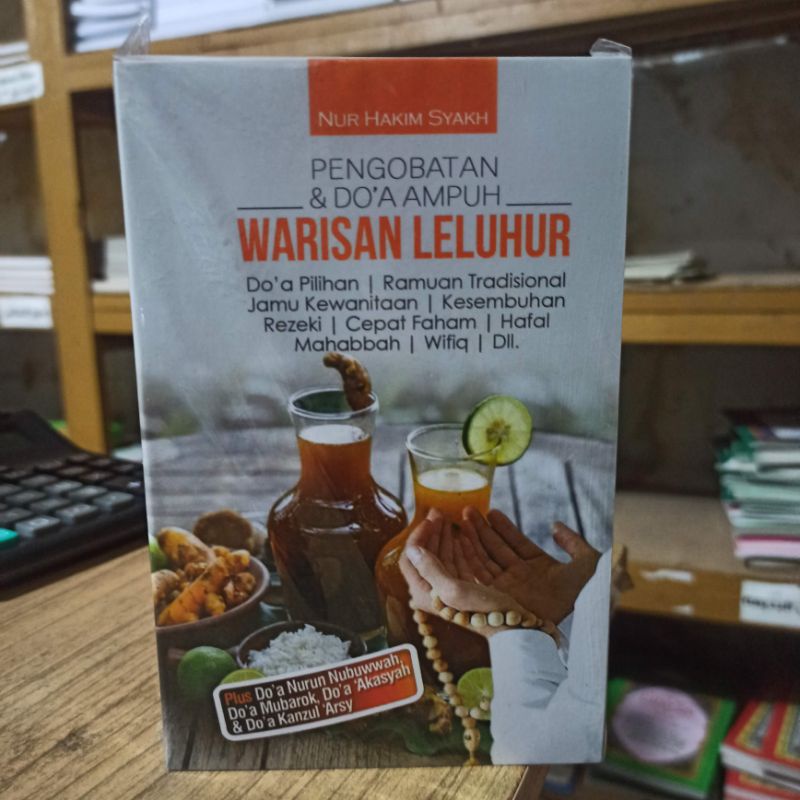 NUR HAKIM SYAKH
PENGOBATAN
& DO'A AMPUH
WARISAN LELUHUR
Do'a Pilihan | Ramuan Tradisional
Jamu Kewanitaan | Kesembuhan
Rezeki | Cepat Faham | Hafal
Mahabbah | Wifiq | Dll.
Plus Do'a Nurun Nubuwwah,
Do'a Mubarok, Do'a 'Akasyah
& Do'a Kanzul 'Arsy